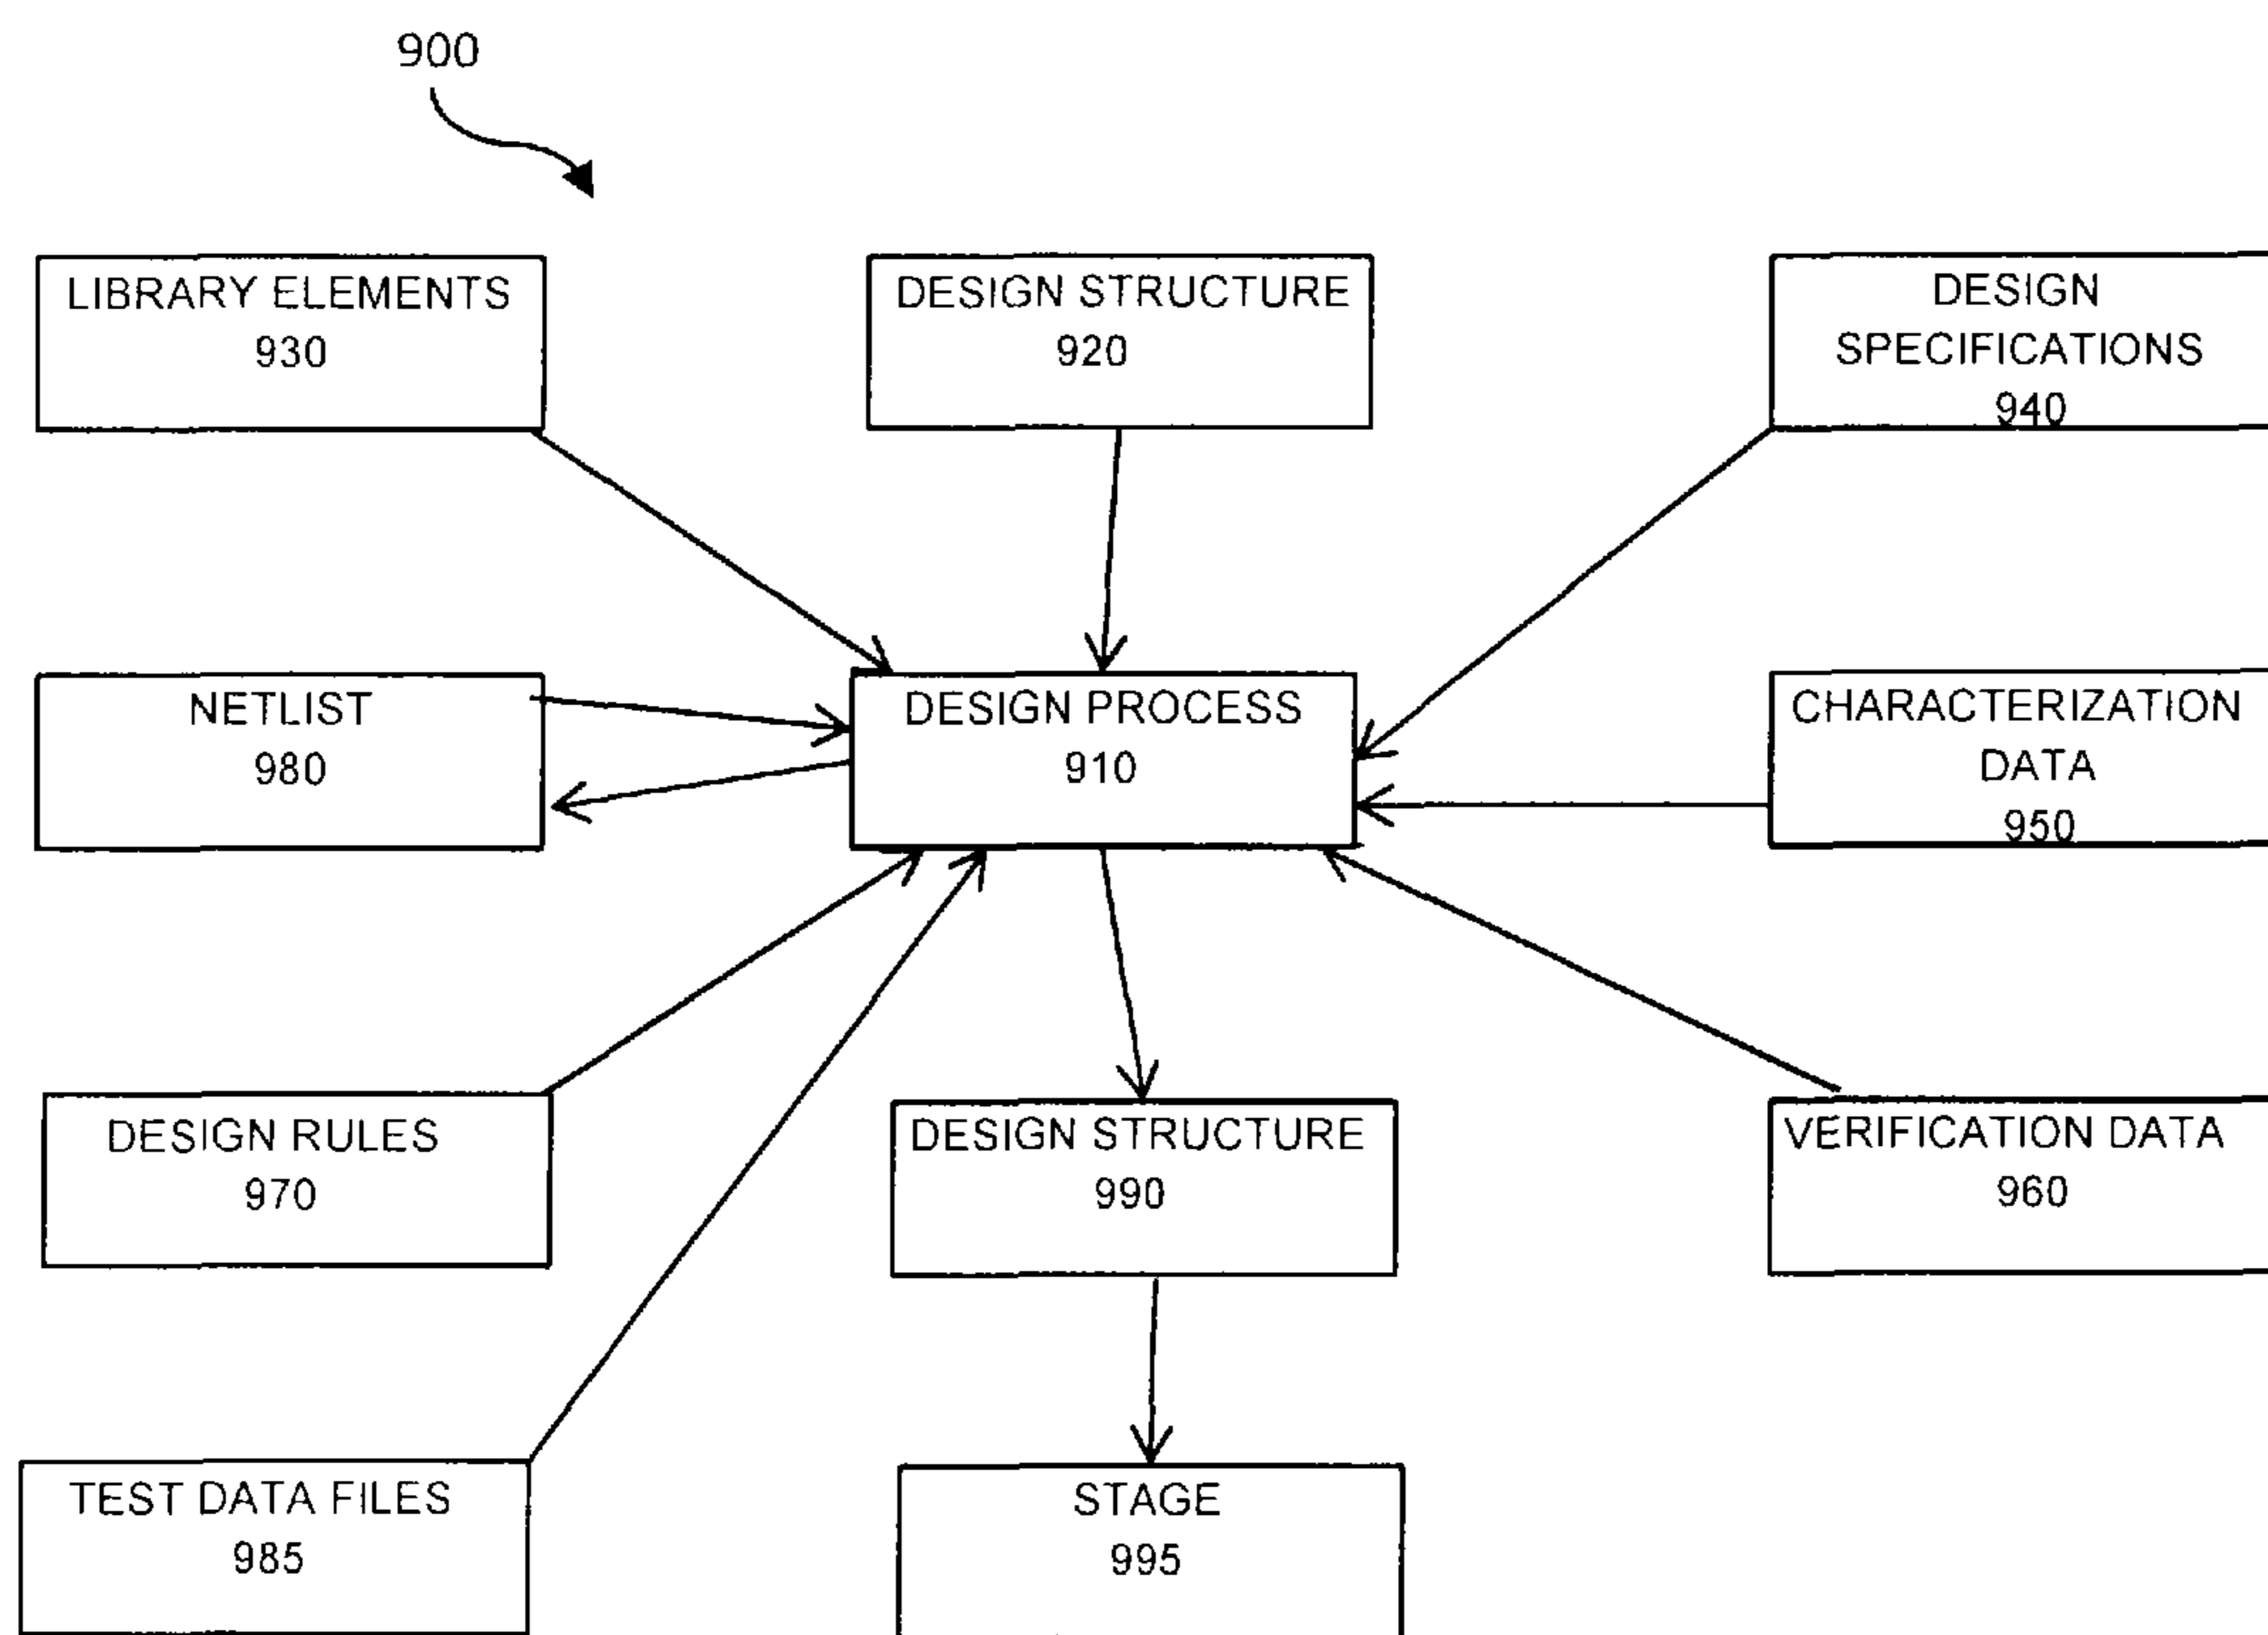 900
LIBRARY ELEMENTS
930
DESIGN STRUCTURE
920
DESIGN
SPECIFICATIONS
940
NETLIST
980
DESIGN PROCESS
910
CHARACTERIZATION
DATA
950
DESIGN RULES
970
DESIGN STRUCTURE
990
VERIFICATION DATA
960
TEST DATA FILES
985
STAGE
995